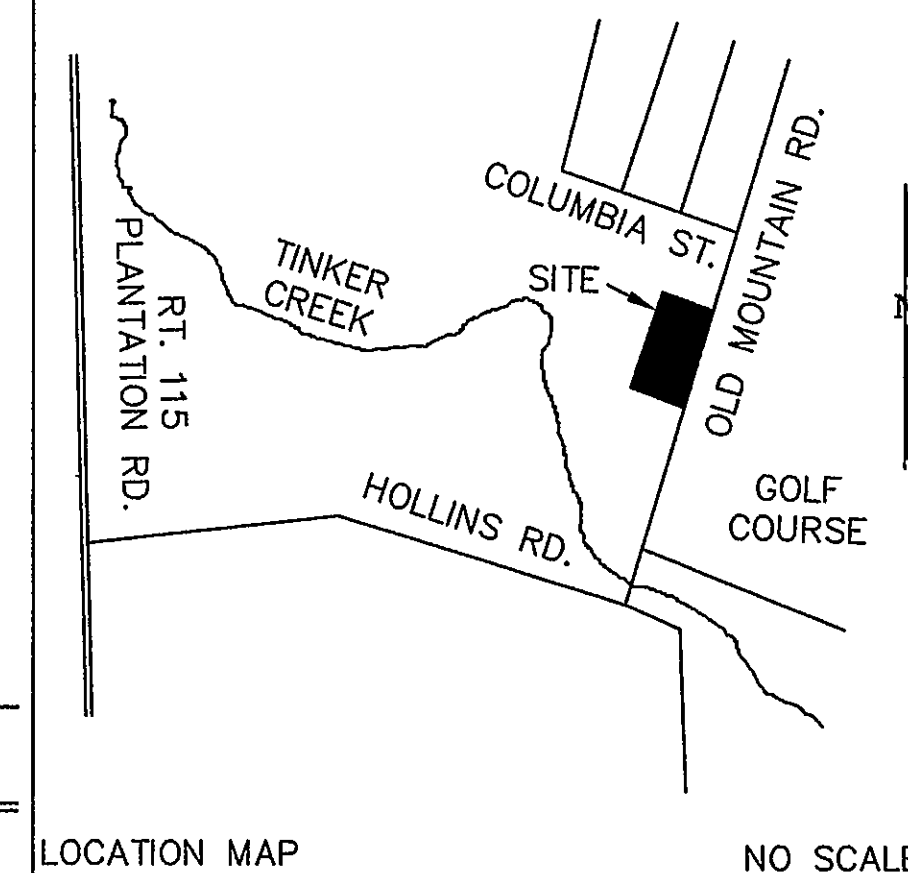 COLUMBIA ST.
OLD MOUNTAIN RD.
TINKER
CREEK
SITE
RT. 115
PLANTATION RD.
HOLLINS RD.
GOLF
COURSE
LOCATION MAP
NO SCALE